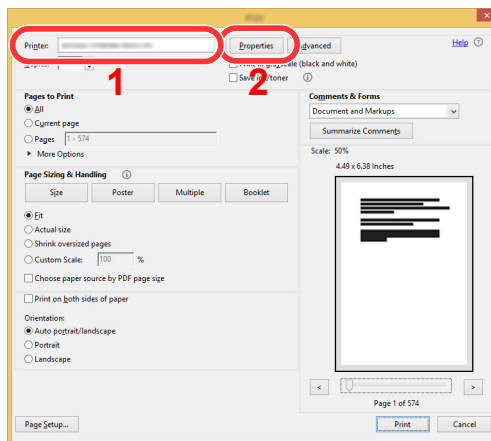 Printer:
Properties
Advanced
Help
Copies:
Print in grayscale (black and white)
Save ink/toner
1
2
Pages to Print
All
Current page
Pages
1 - 574
More Options
Page Sizing & Handling
Size
Poster
Multiple
Booklet
Fit
Actual size
Shrink oversized pages
Custom Scale:
100
%
Choose paper source by PDF page size
Print on both sides of paper
Orientation:
Auto portrait/landscape
Portrait
Landscape
Comments & Forms
Document and Markups
Summarize Comments
Scale: 50%
4.49 x 6.38 Inches
<
>
Page 1 of 574
Page Setup...
Print
Cancel